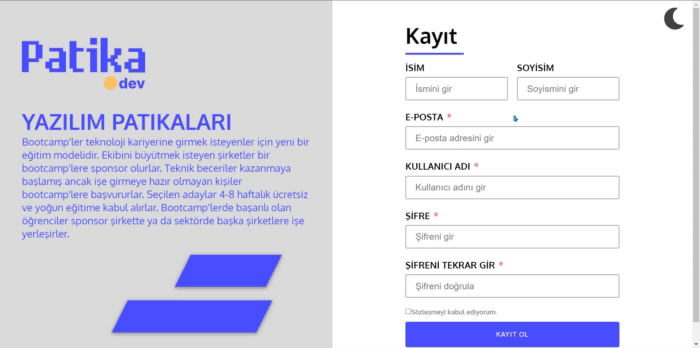 Patika
dev
YAZILIM PATIKALARI
Bootcamp'ler teknoloji kariyerine girmek isteyenler için yeni bir
eğitim modelidir. Ekibini büyütmek isteyen şirketler bir
bootcamp'lere sponsor olurlar. Teknik beceriler kazanmaya
başlamış ancak işe girmeye hazır olmayan kişiler
bootcamp'lere başvururlar. Seçilen adaylar 4-8 haftalık ücretsiz
ve yoğun eğitime kabul alırlar. Bootcamp'lerde başarılı olan
öğrenciler sponsor şirkette ya da sektörde başka şirketlere işe
yerleşirler.
Kayıt
İSİM SOYİSİM
İsmini gir Soyismini gir
E-POSTA *
E-posta adresini gir
KULLANICI ADI *
Kullanıcı adını gir
ŞİFRE *
Şifreni gir
ŞİFRENİ TEKRAR GİR *
Şifreni doğrula
Sözleşmeyi kabul ediyorum.
KAYIT OL